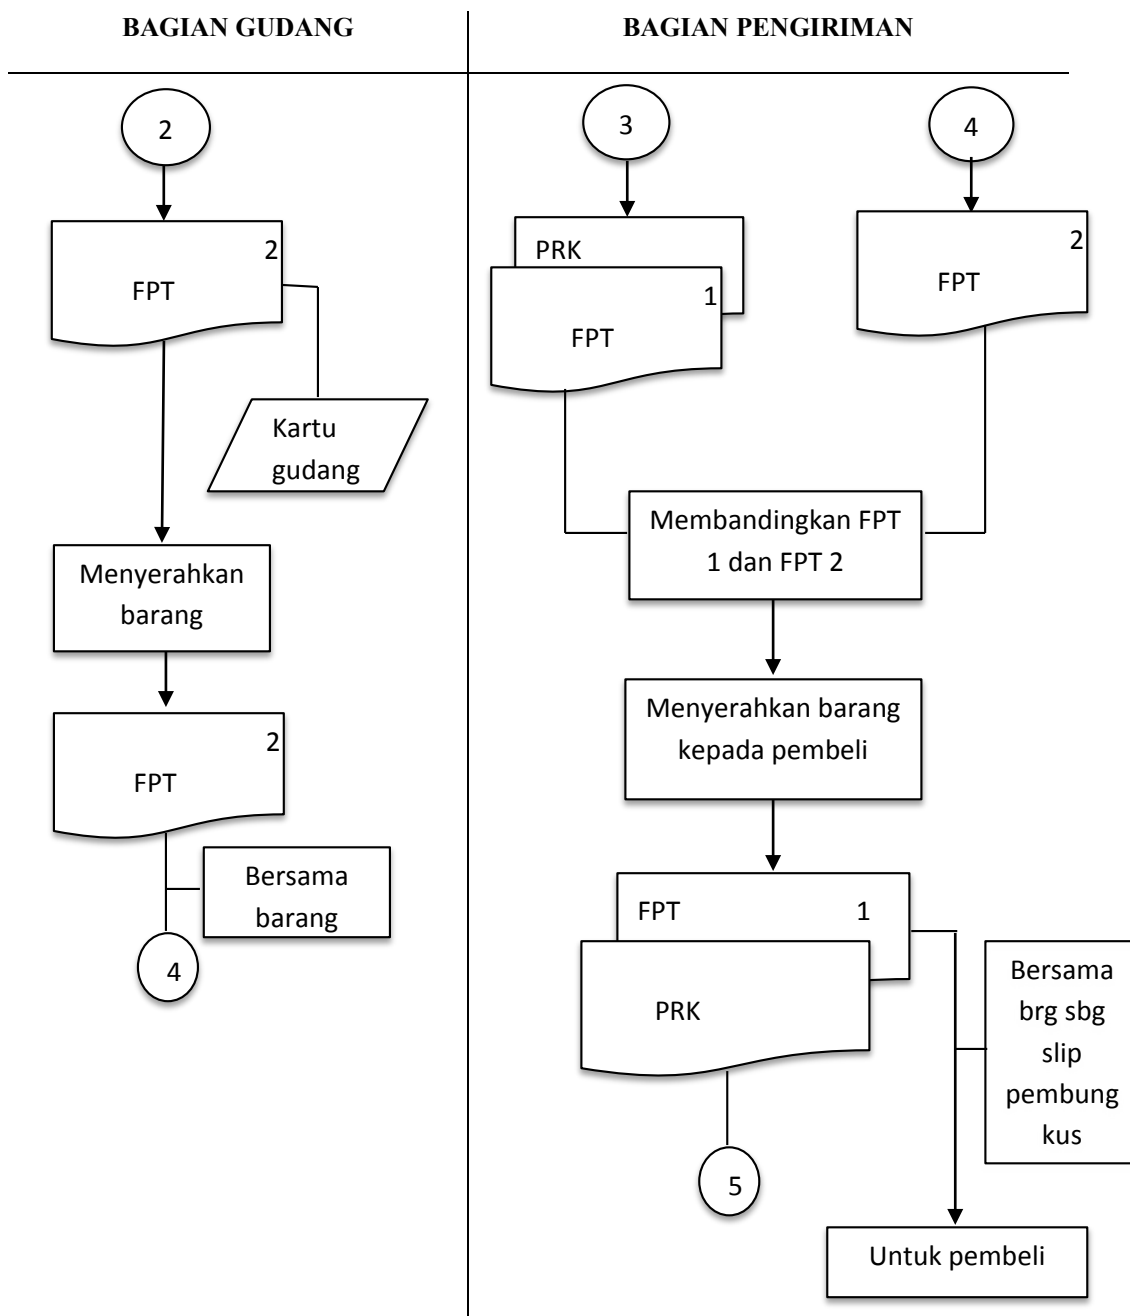 BAGIAN GUDANG
BAGIAN PENGIRIMAN
2
2
FPT
Kartu
gudang
Menyerahkan
barang
2
FPT
Bersama
barang
4
3
4
PRK
1
FPT
2
FPT
Membandingkan FPT
1 dan FPT 2
Menyerahkan barang
kepada pembeli
FPT 1
PRK
Bersama
brg sbg
slip
pembung
kus
5
Untuk pembeli